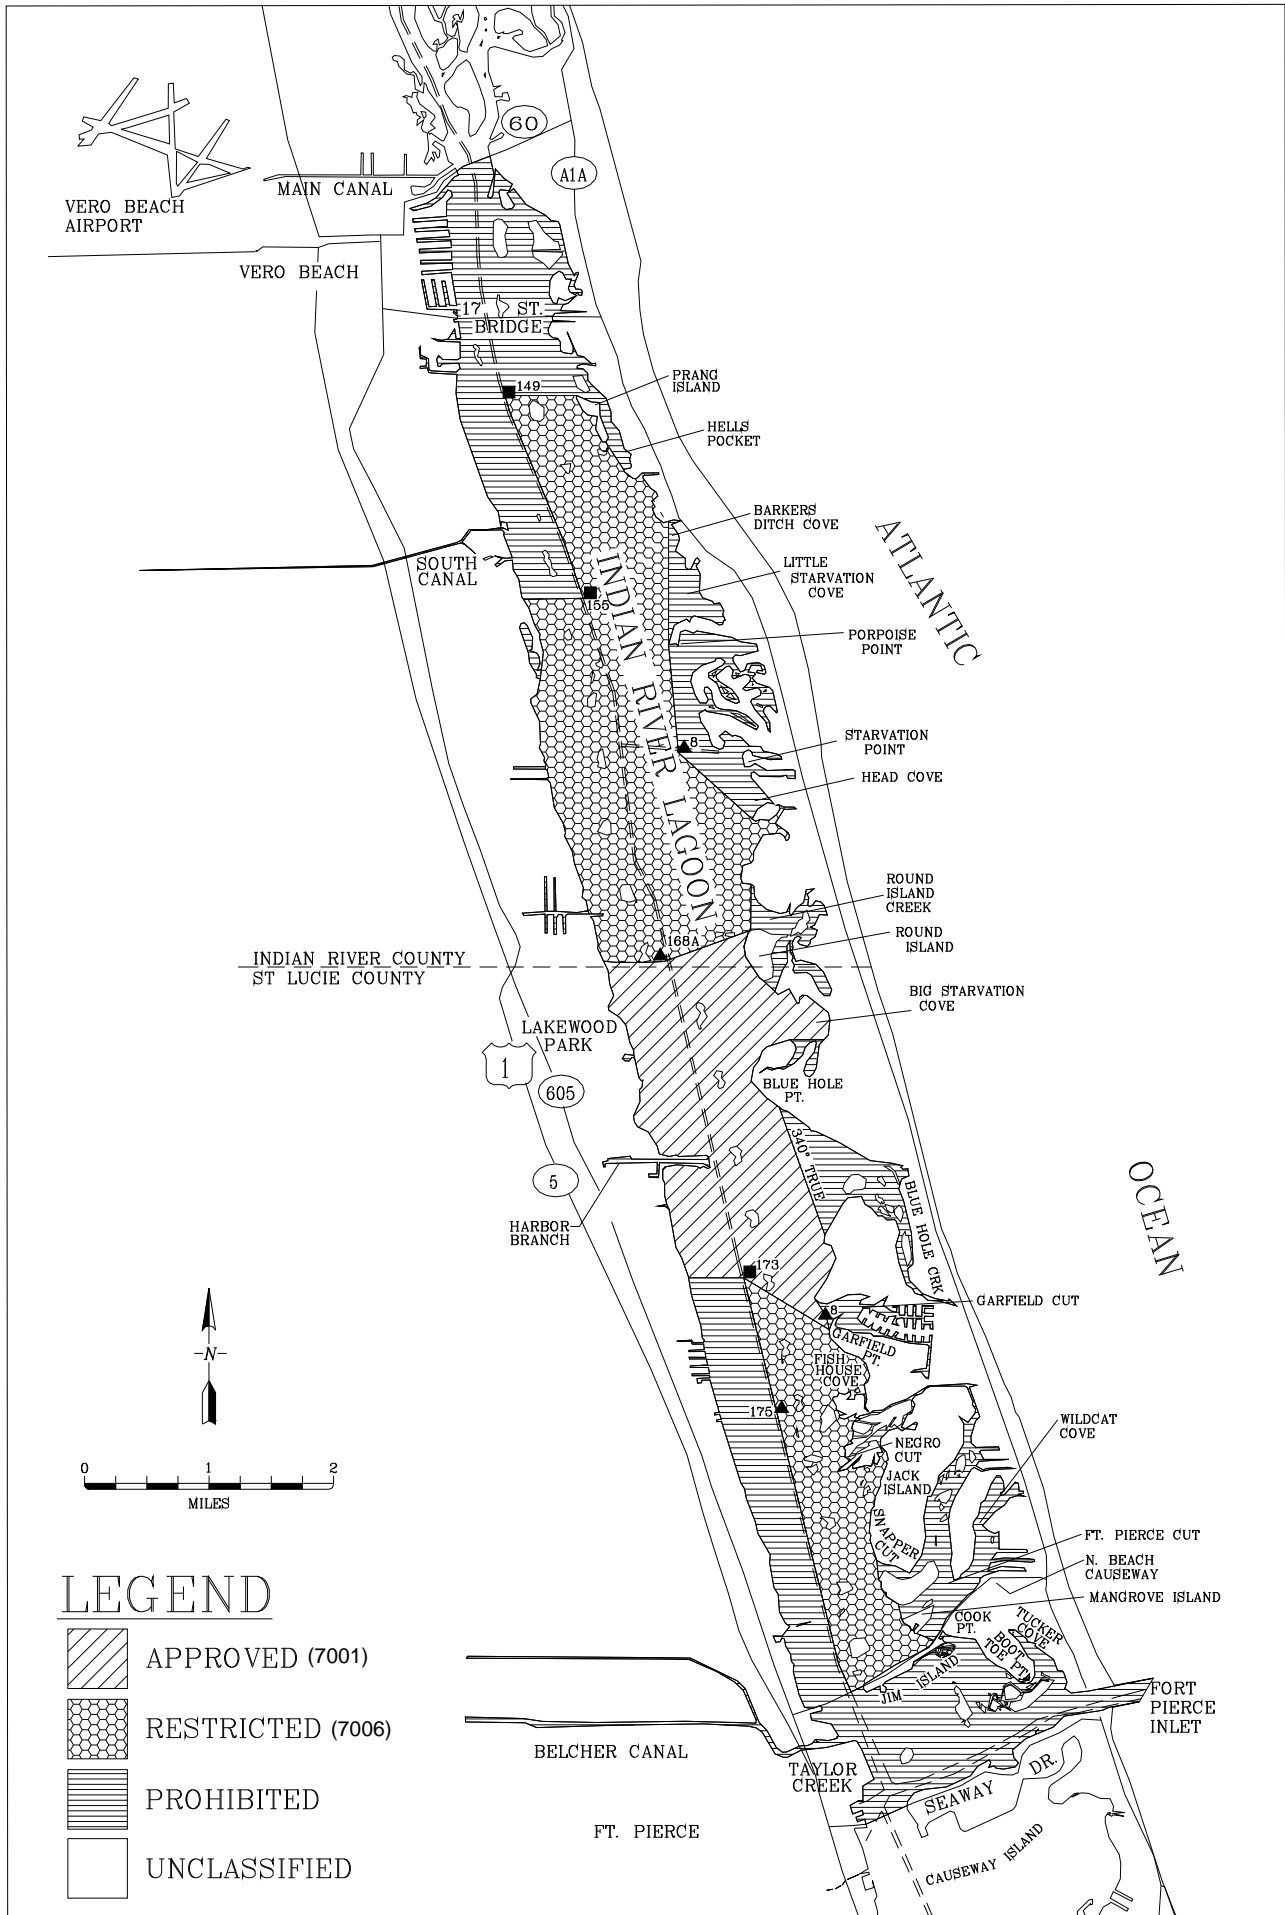 60
A1A
MAIN CANAL
VERO BEACH
AIRPORT
VERO BEACH
17 ST.
BRIDGE
149
PRANG
ISLAND
HELLS
POCKET
BARKERS
DITCH COVE
ATLANTIC
SOUTH
CANAL
LITTLE
STARVATION
COVE
155
INDIAN RIVER LAGOON
PORPOISE
POINT
8
STARVATION
POINT
HEAD COVE
ROUND
ISLAND
CREEK
168A
ROUND
ISLAND
INDIAN RIVER COUNTY
ST LUCIE COUNTY
BIG STARVATION
COVE
LAKEWOOD
PARK
1
605
BLUE HOLE
PT.
340° TRUE
5
OCEAN
BLUE HOLE CRK
HARBOR
BRANCH
173
GARFIELD CUT
8
GARFIELD
PT.
-N-
FISH
HOUSE
COVE
175
WILDCAT
COVE
NEGRO
CUT
JACK
ISLAND
0 1 2
MILES
SNAPPER
CUT
FT. PIERCE CUT
N. BEACH
CAUSEWAY
MANGROVE ISLAND
COOK
PT.
TUCKER
COVE
BOOT
TOE PT.
JIM ISLAND
LEGEND
APPROVED (7001)
RESTRICTED (7006)
PROHIBITED
UNCLASSIFIED
FORT
PIERCE
INLET
BELCHER CANAL
TAYLOR
CREEK
SEAWAY DR.
FT. PIERCE
CAUSEWAY ISLAND